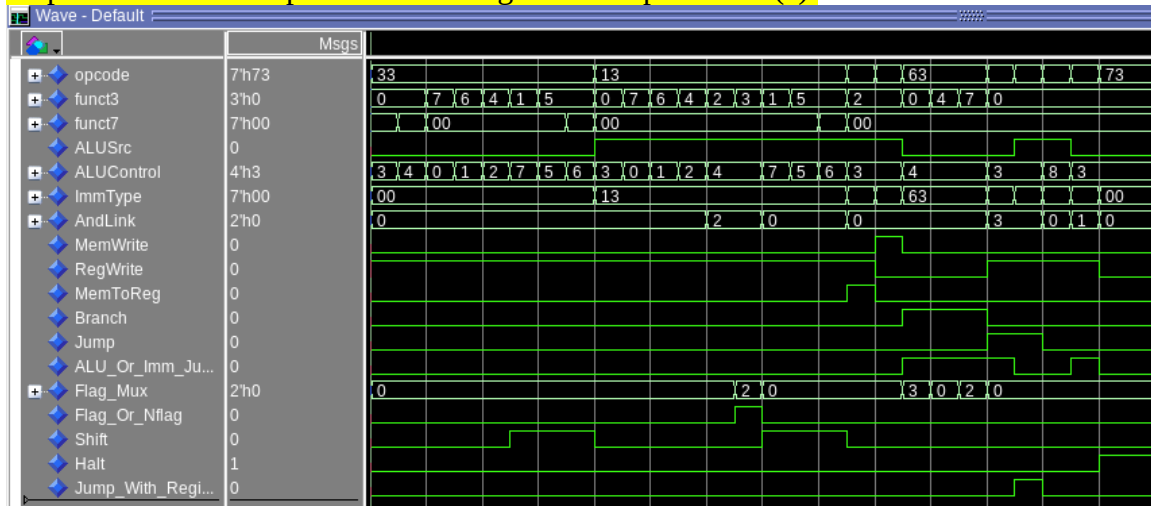 Wave - Default
Msgs
opcode 7'h73 33 13 63 73
funct3 3'h0 0 7 6 4 1 5 0 7 6 4 2 3 1 5 2 0 4 7 0
funct7 7'h00 00 00 00
ALUSrc 0
ALUControl 4'h3 3 4 0 1 2 7 5 6 3 0 1 2 4 7 5 6 3 4 3 8 3
ImmType 7'h00 00 13 63 00
AndLink 2'h0 0 2 0 0 3 0 1 0
MemWrite 0
RegWrite 0
MemToReg 0
Branch 0
Jump 0
ALU_Or_Imm_Ju... 0
Flag_Mux 2'h0 0 2 0 3 0 2 0
Flag_Or_Nflag 0
Shift 0
Halt 1
Jump_With_Regi... 0